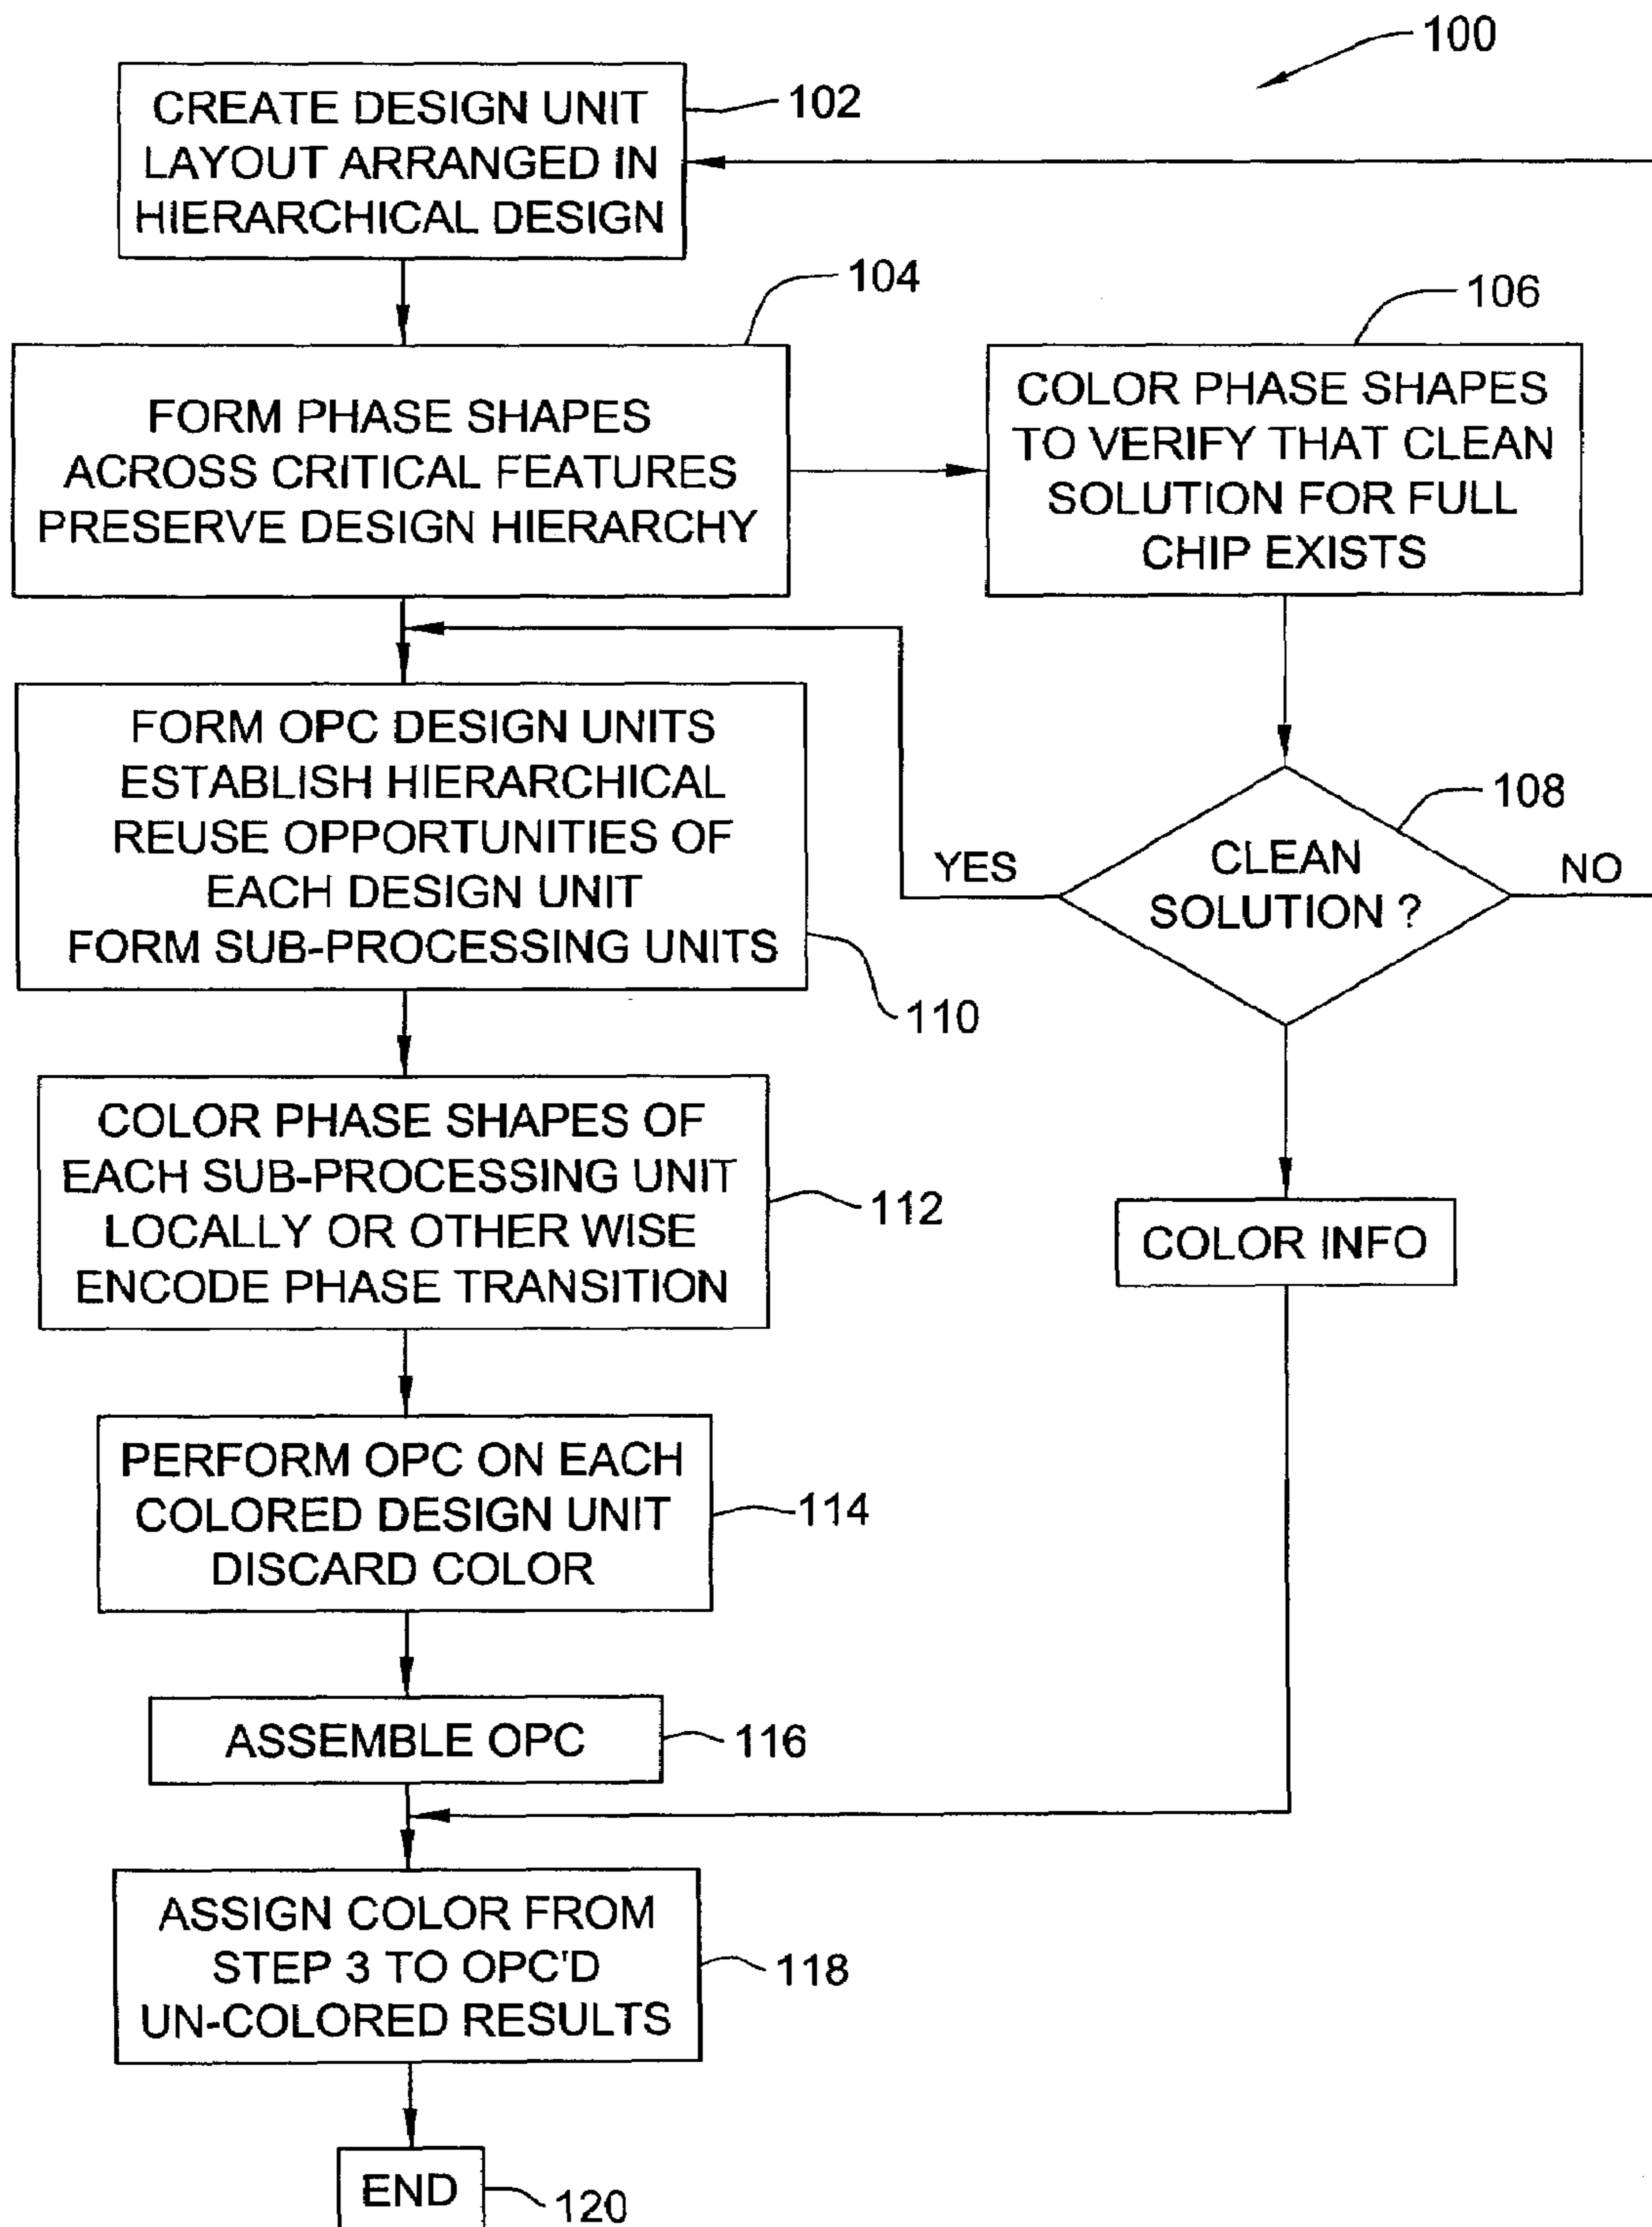 100
CREATE DESIGN UNIT
LAYOUT ARRANGED IN
HIERARCHICAL DESIGN
102
FORM PHASE SHAPES
ACROSS CRITICAL FEATURES
PRESERVE DESIGN HIERARCHY
104
COLOR PHASE SHAPES
TO VERIFY THAT CLEAN
SOLUTION FOR FULL
CHIP EXISTS
106
CLEAN
SOLUTION ?
108
YES
NO
FORM OPC DESIGN UNITS
ESTABLISH HIERARCHICAL
REUSE OPPORTUNITIES OF
EACH DESIGN UNIT
FORM SUB-PROCESSING UNITS
110
COLOR PHASE SHAPES OF
EACH SUB-PROCESSING UNIT
LOCALLY OR OTHER WISE
ENCODE PHASE TRANSITION
112
COLOR INFO
PERFORM OPC ON EACH
COLORED DESIGN UNIT
DISCARD COLOR
114
ASSEMBLE OPC
116
ASSIGN COLOR FROM
STEP 3 TO OPC'D
UN-COLORED RESULTS
118
END
120